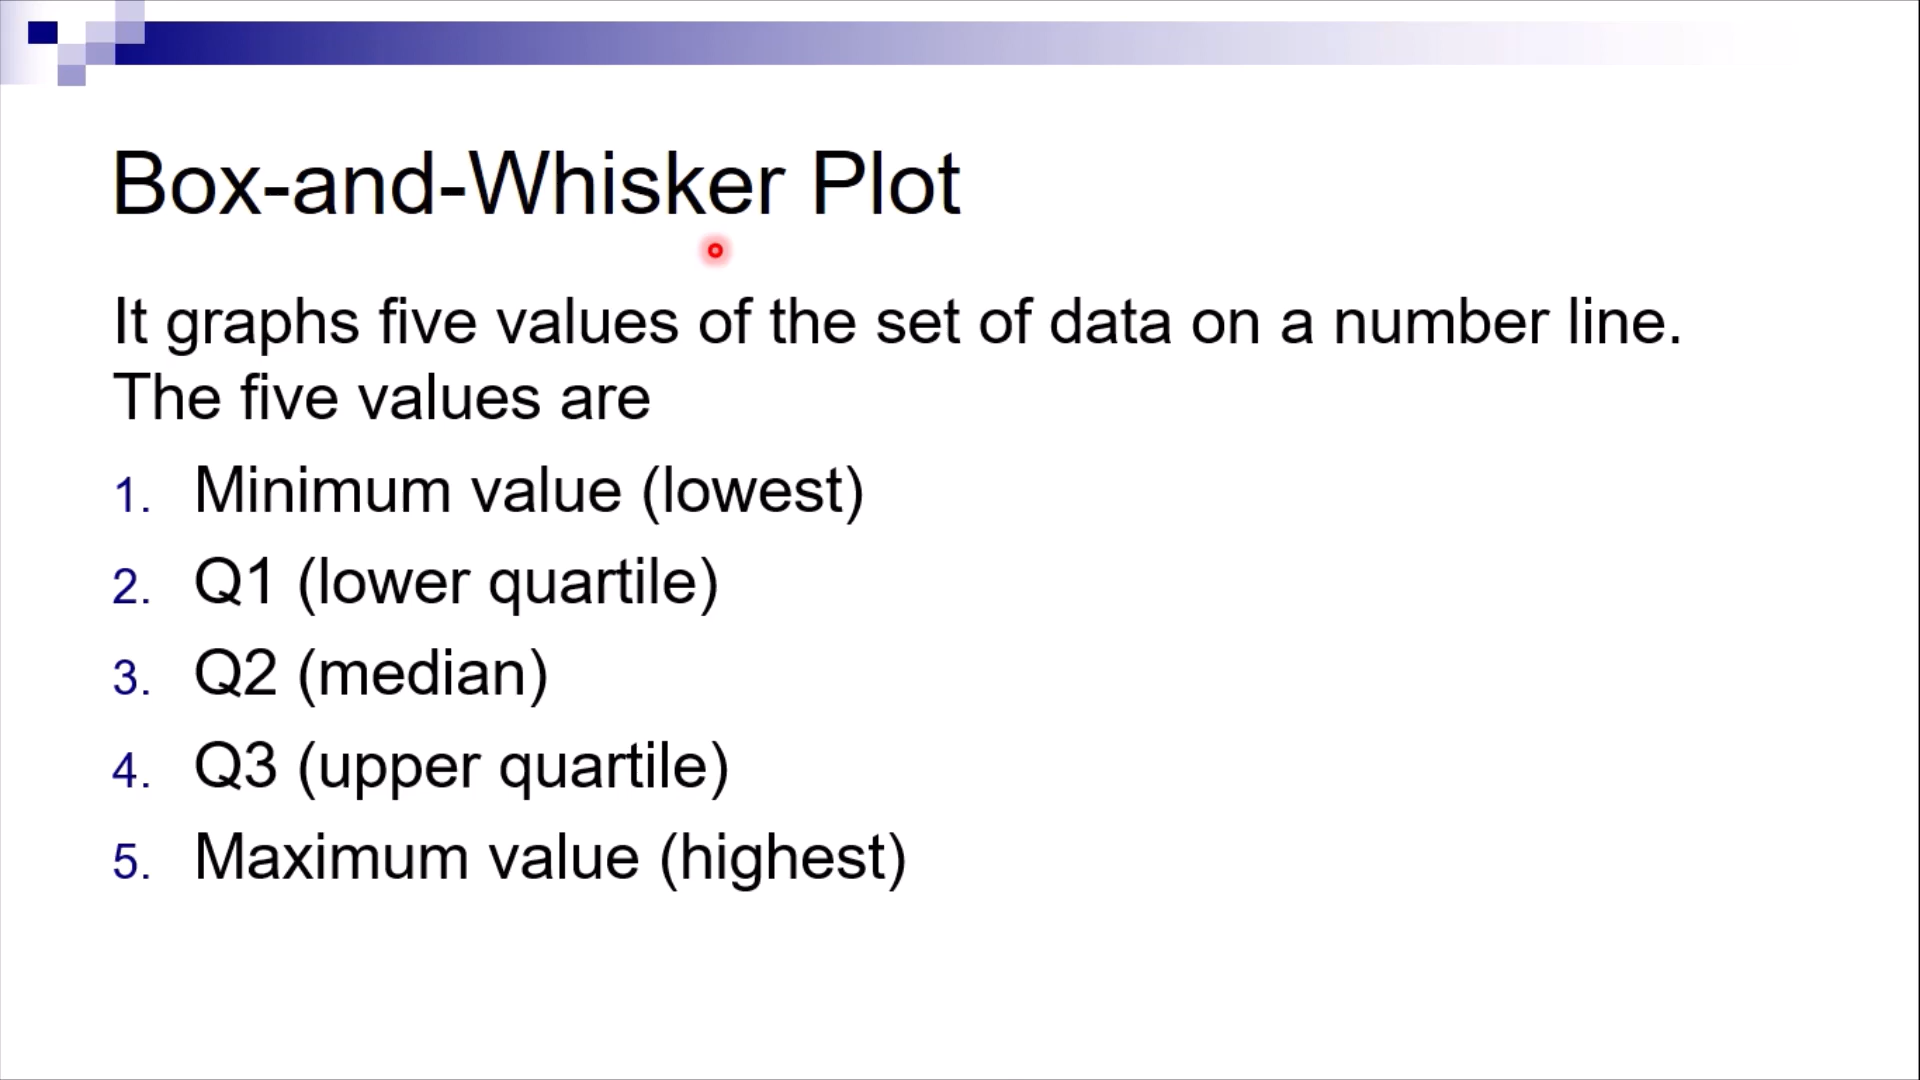 Box-and-Whisker Plot
It graphs five values of the set of data on a number line.
The five values are
1. Minimum value (lowest)
2. Q1 (lower quartile)
3. Q2 (median)
4. Q3 (upper quartile)
5. Maximum value (highest)